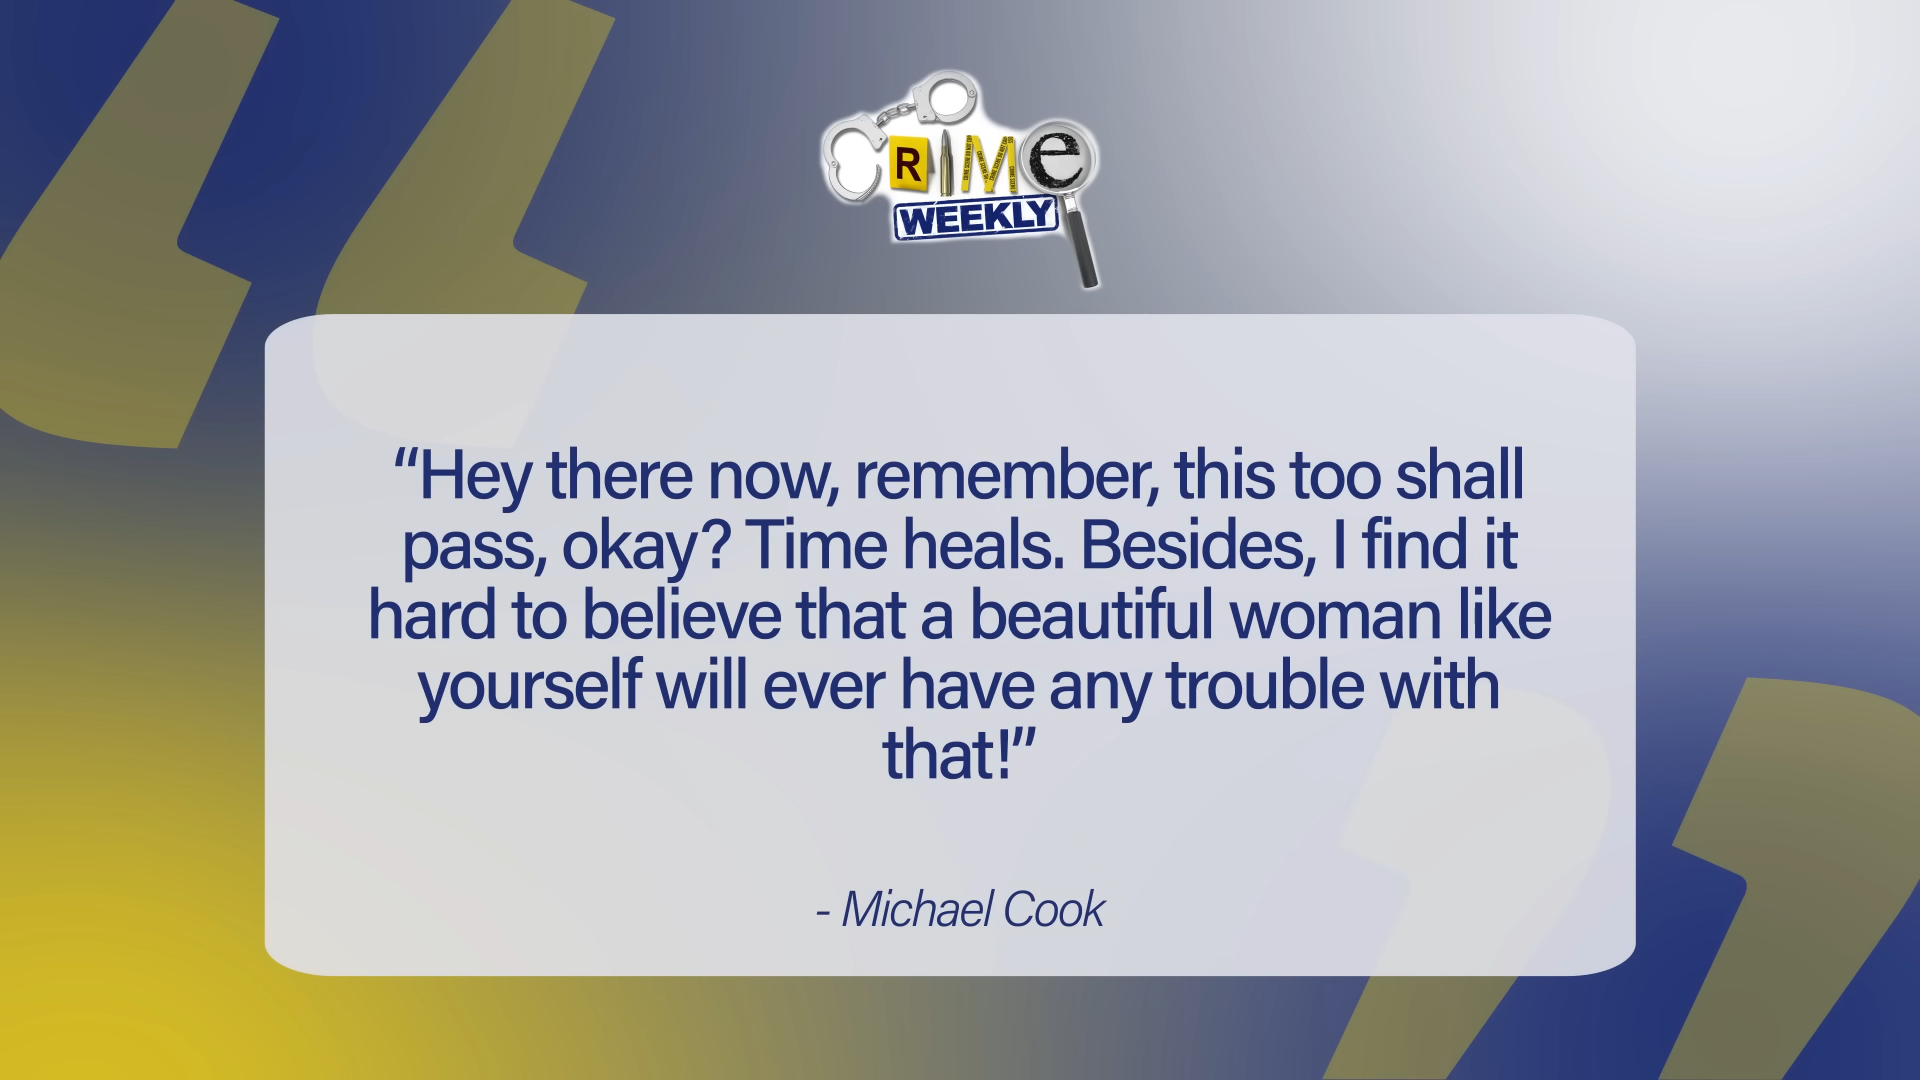 CRIMe
WEEKLY
“Hey there now, remember, this too shall
pass, okay? Time heals. Besides, I find it
hard to believe that a beautiful woman like
yourself will ever have any trouble with
that!”
- Michael Cook